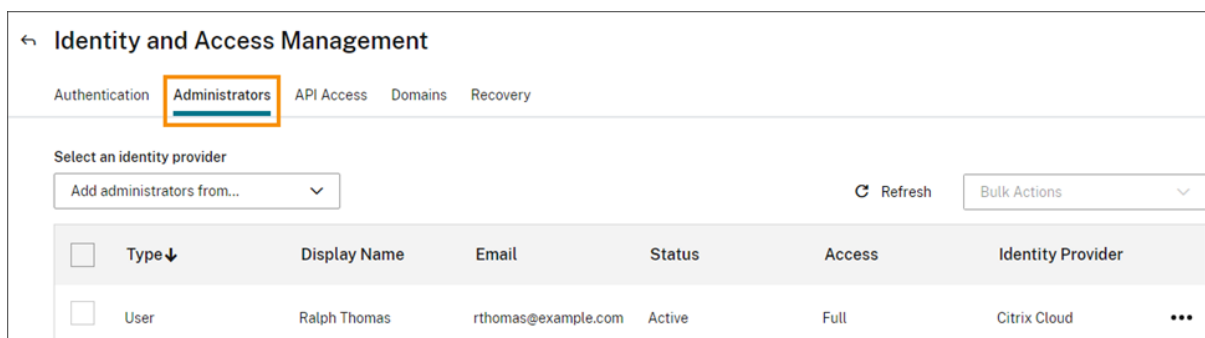 Identity and Access Management
Authentication Administrators API Access Domains Recovery
Select an identity provider
Add administrators from... Refresh Bulk Actions
Type Display Name Email Status Access Identity Provider
User Ralph Thomas rthomas@example.com Active Full Citrix Cloud